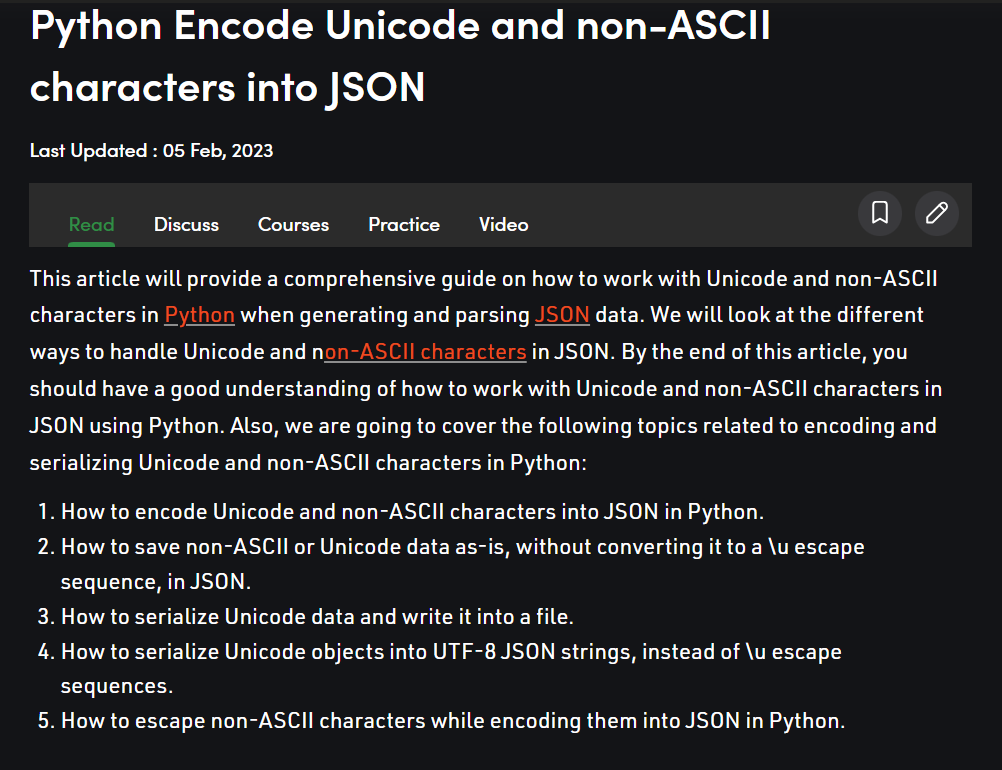 Python Encode Unicode and non-ASCII
characters into JSON
Last Updated : 05 Feb, 2023
Read Discuss Courses Practice Video
This article will provide a comprehensive guide on how to work with Unicode and non-ASCII
characters in Python when generating and parsing JSON data. We will look at the different
ways to handle Unicode and non-ASCII characters in JSON. By the end of this article, you
should have a good understanding of how to work with Unicode and non-ASCII characters in
JSON using Python. Also, we are going to cover the following topics related to encoding and
serializing Unicode and non-ASCII characters in Python:
1. How to encode Unicode and non-ASCII characters into JSON in Python.
2. How to save non-ASCII or Unicode data as-is, without converting it to a \u escape
sequence, in JSON.
3. How to serialize Unicode data and write it into a file.
4. How to serialize Unicode objects into UTF-8 JSON strings, instead of \u escape
sequences.
5. How to escape non-ASCII characters while encoding them into JSON in Python.